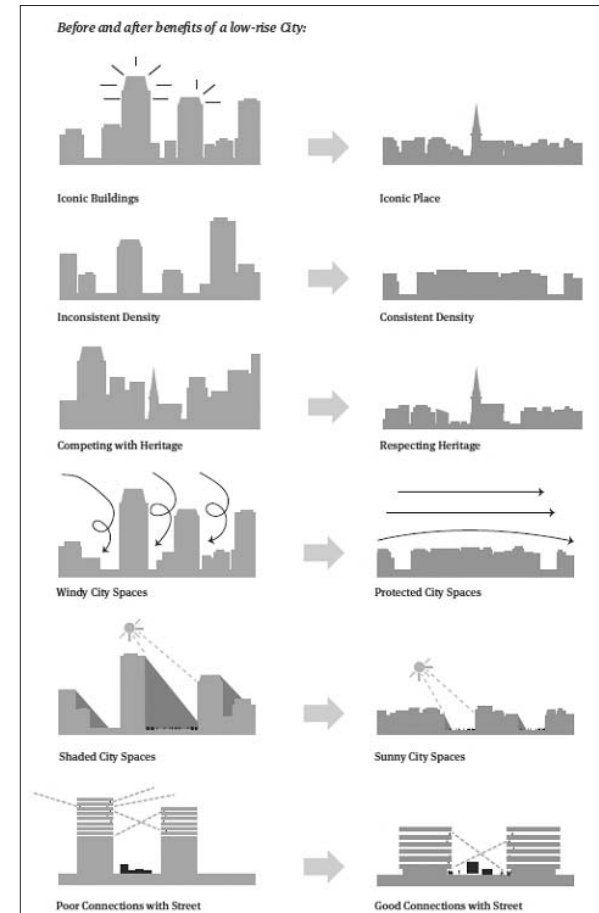 Before and after benefits of a low-rise City:
Iconic Buildings
Iconic Place
Inconsistent Density
Consistent Density
Competing with Heritage
Respecting Heritage
Windy City Spaces
Protected City Spaces
Shaded City Spaces
Sunny City Spaces
Poor Connections with Street
Good Connections with Street